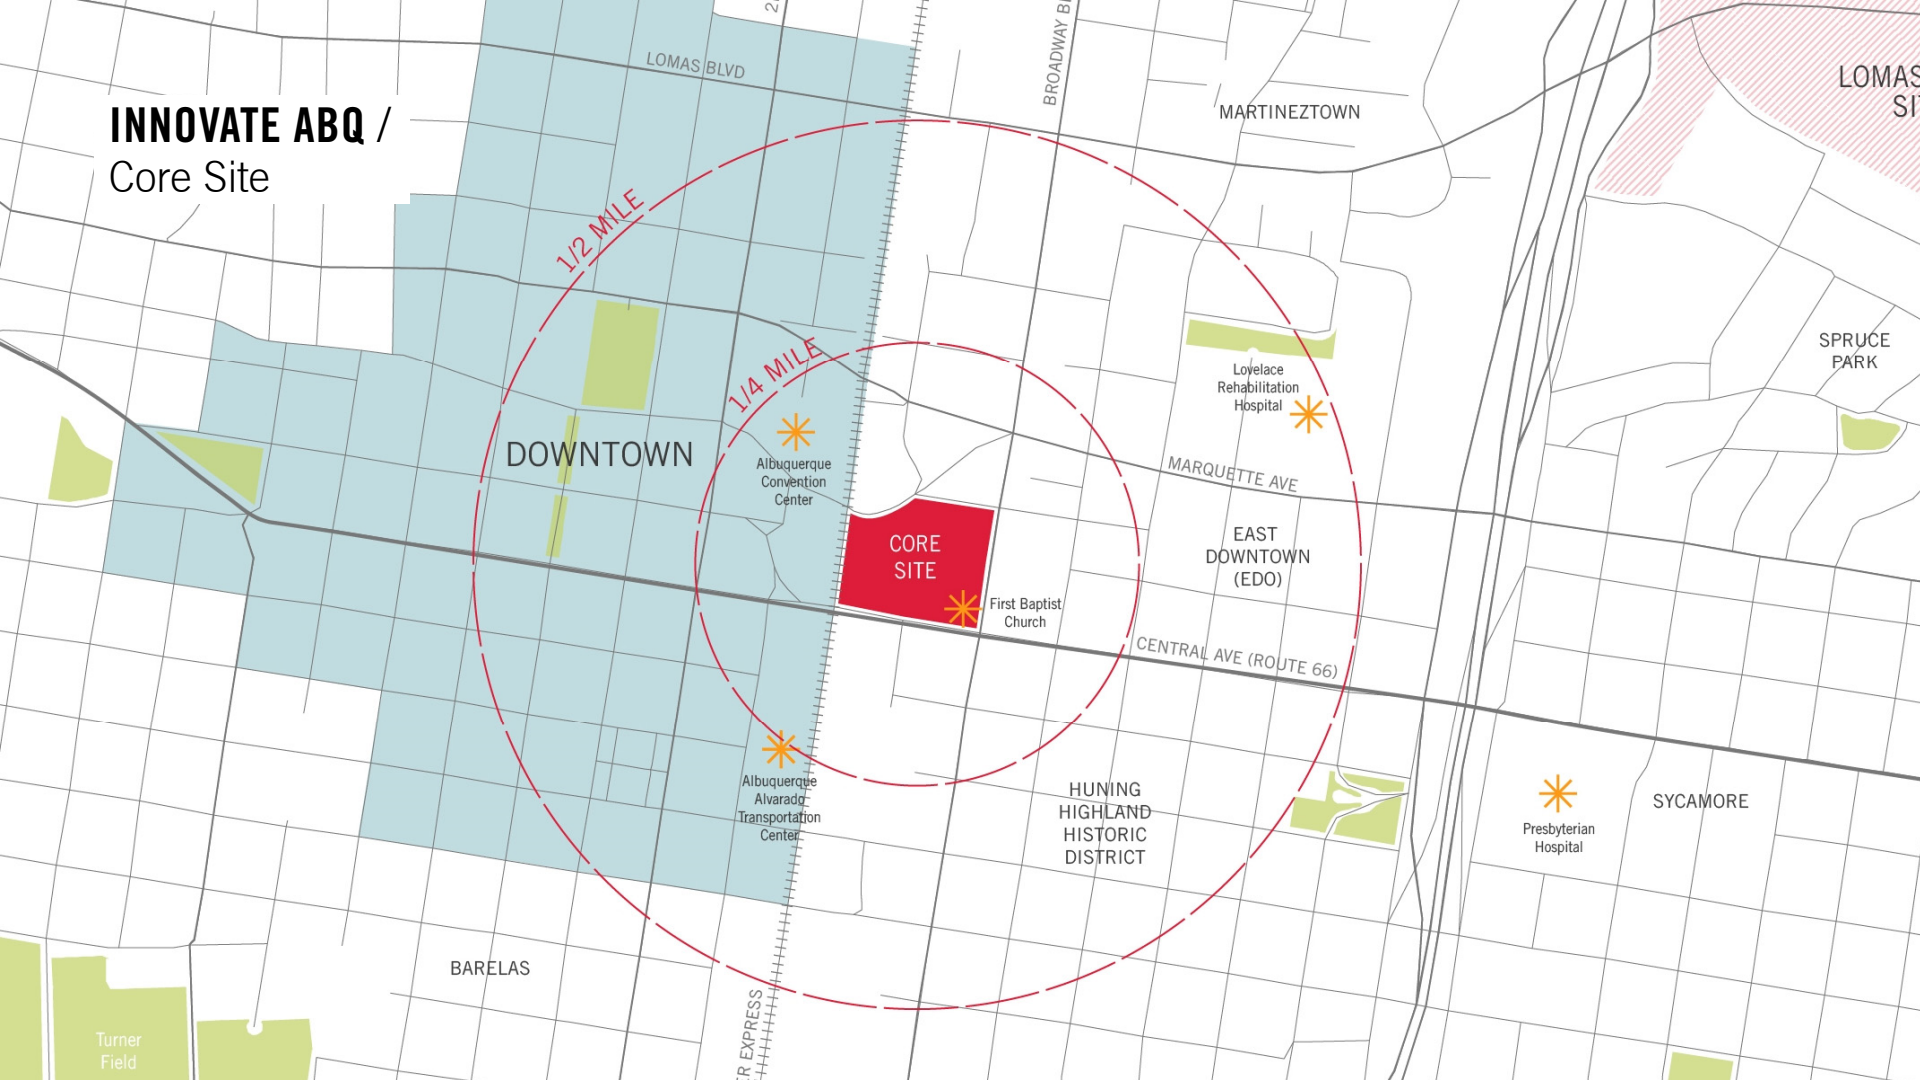 INNOVATE ABQ /
Core Site
LOMAS BLVD
BROADWAY
MARTINEZTOWN
LOMAS
1/2 MILE
1/4 MILE
SPRUCE
PARK
Lovelace
Rehabilitation
Hospital
DOWNTOWN
Albuquerque
Convention
Center
MARQUETTE AVE
CORE
SITE
EAST
DOWNTOWN
(EDO)
First Baptist
Church
CENTRAL AVE (ROUTE 66)
Albuquerque
Alvarado
Transportation
Center
HUNING
HIGHLAND
HISTORIC
DISTRICT
Presbyterian
Hospital
SYCAMORE
BARELAS
EXPRESS
Turner
Field